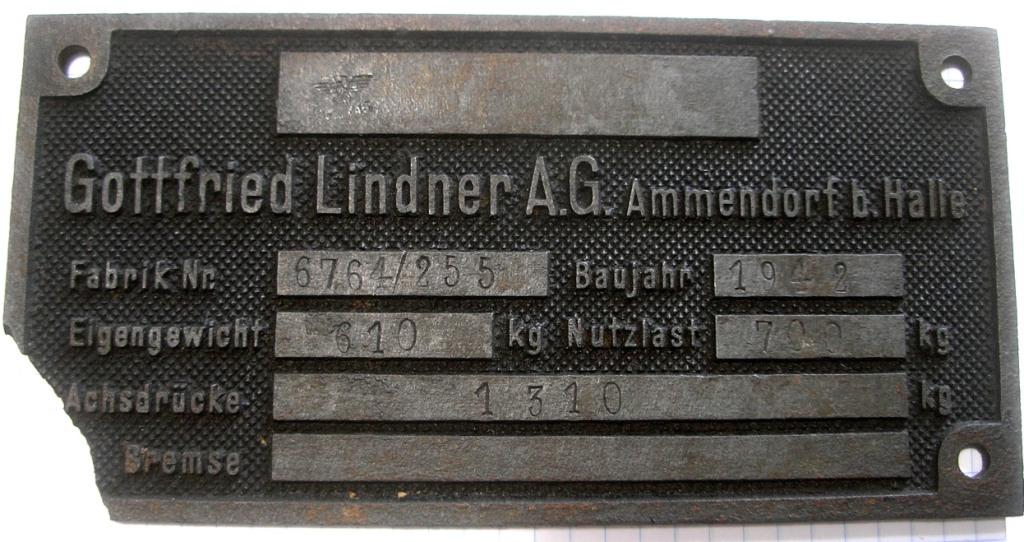 Gottfried Lindner A.G. Ammendorf b. Halle
Fabrik Nr. 6764/255 Baujahr 1942
Eigengewicht 610 kg Nutzlast 700 kg
Achsdrücke 1310 kg
Bremse